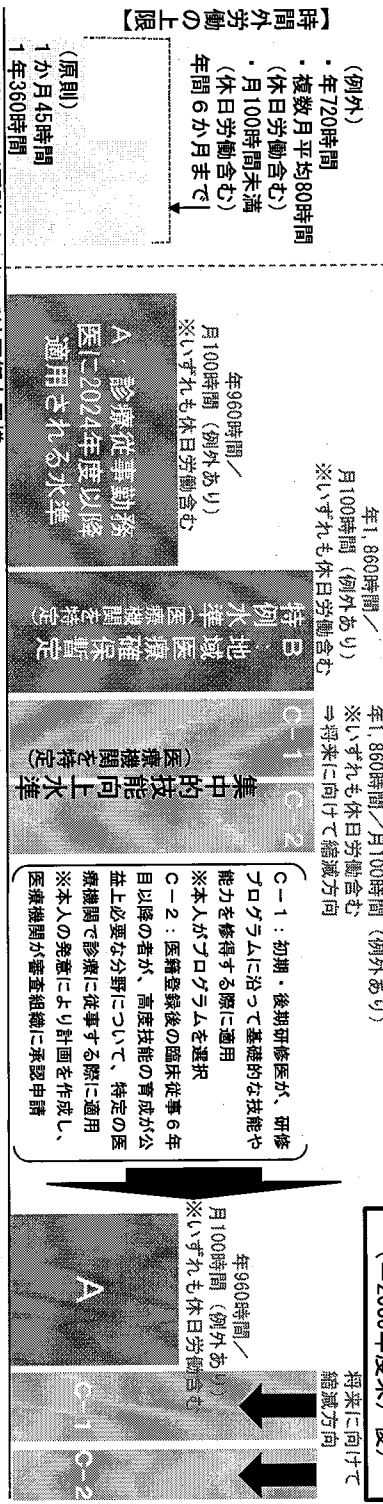 【時間外労働の上限】
(例外)
・年720時間
・複数月平均80時間
(休日労働含む)
・月100時間未満
(休日労働含む)
年間6か月まで
(原則)
1か月45時間
1年360時間
年960時間/
月100時間(例外あり)
※いずれも休日労働含む
A:診療従事勤務
医に2024年度以降
適用される水準
年1,860時間/
月100時間(例外あり)
※いずれも休日労働含む
B:地域医療確保暫定
特例水準(医療機関を特定)
年1,860時間/月100時間(例外あり)
※いずれも休日労働含む
⇒将来に向けて縮減方向
C-1
C-2
集中的技能向上水準
(医療機関を特定)
C-1:初期・後期研修医が、研修
プログラムに沿って基礎的な技能や
能力を修得する際に適用
※本人がプログラムを選択
C-2:医籍登録後の臨床従事6年
目以降の者が、高度技能の育成が公
益上必要な分野について、特定の医
療機関で診療に従事する際に適用
※本人の発意により計画を作成し、
医療機関が審査組織に承認申請
将来に向けて
縮減方向
年960時間/
月100時間(例外あり)
※いずれも休日労働含む
A
C-1
C-2